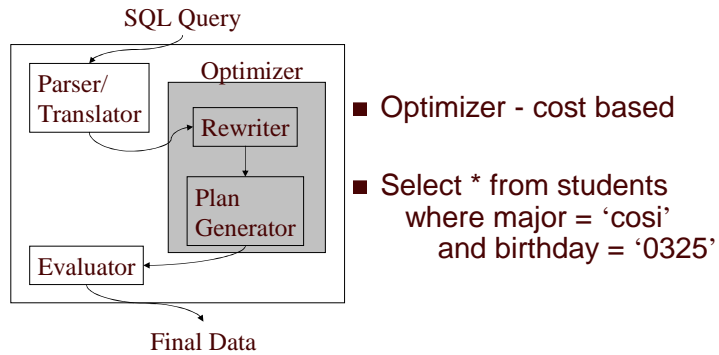 SQL Query
Parser/
Translator
Optimizer
Rewriter
Plan
Generator
Evaluator
Final Data
■ Optimizer - cost based
■ Select * from students
where major = ‘cosi’
and birthday = ‘0325’